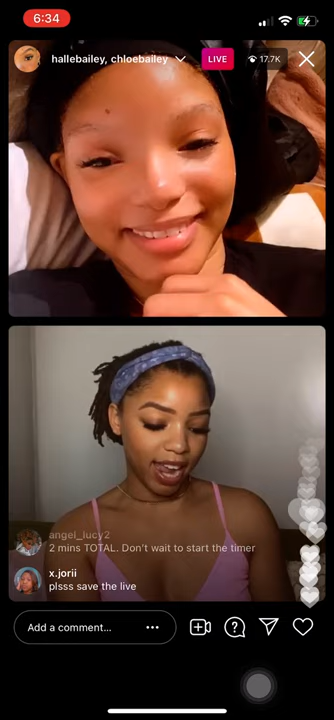 6:34
hallebailey, chloebailey LIVE 17.7K
angel_lucy2
2 mins TOTAL. Don't wait to start the timer
x.jorii
plsss save the live
Add a comment...